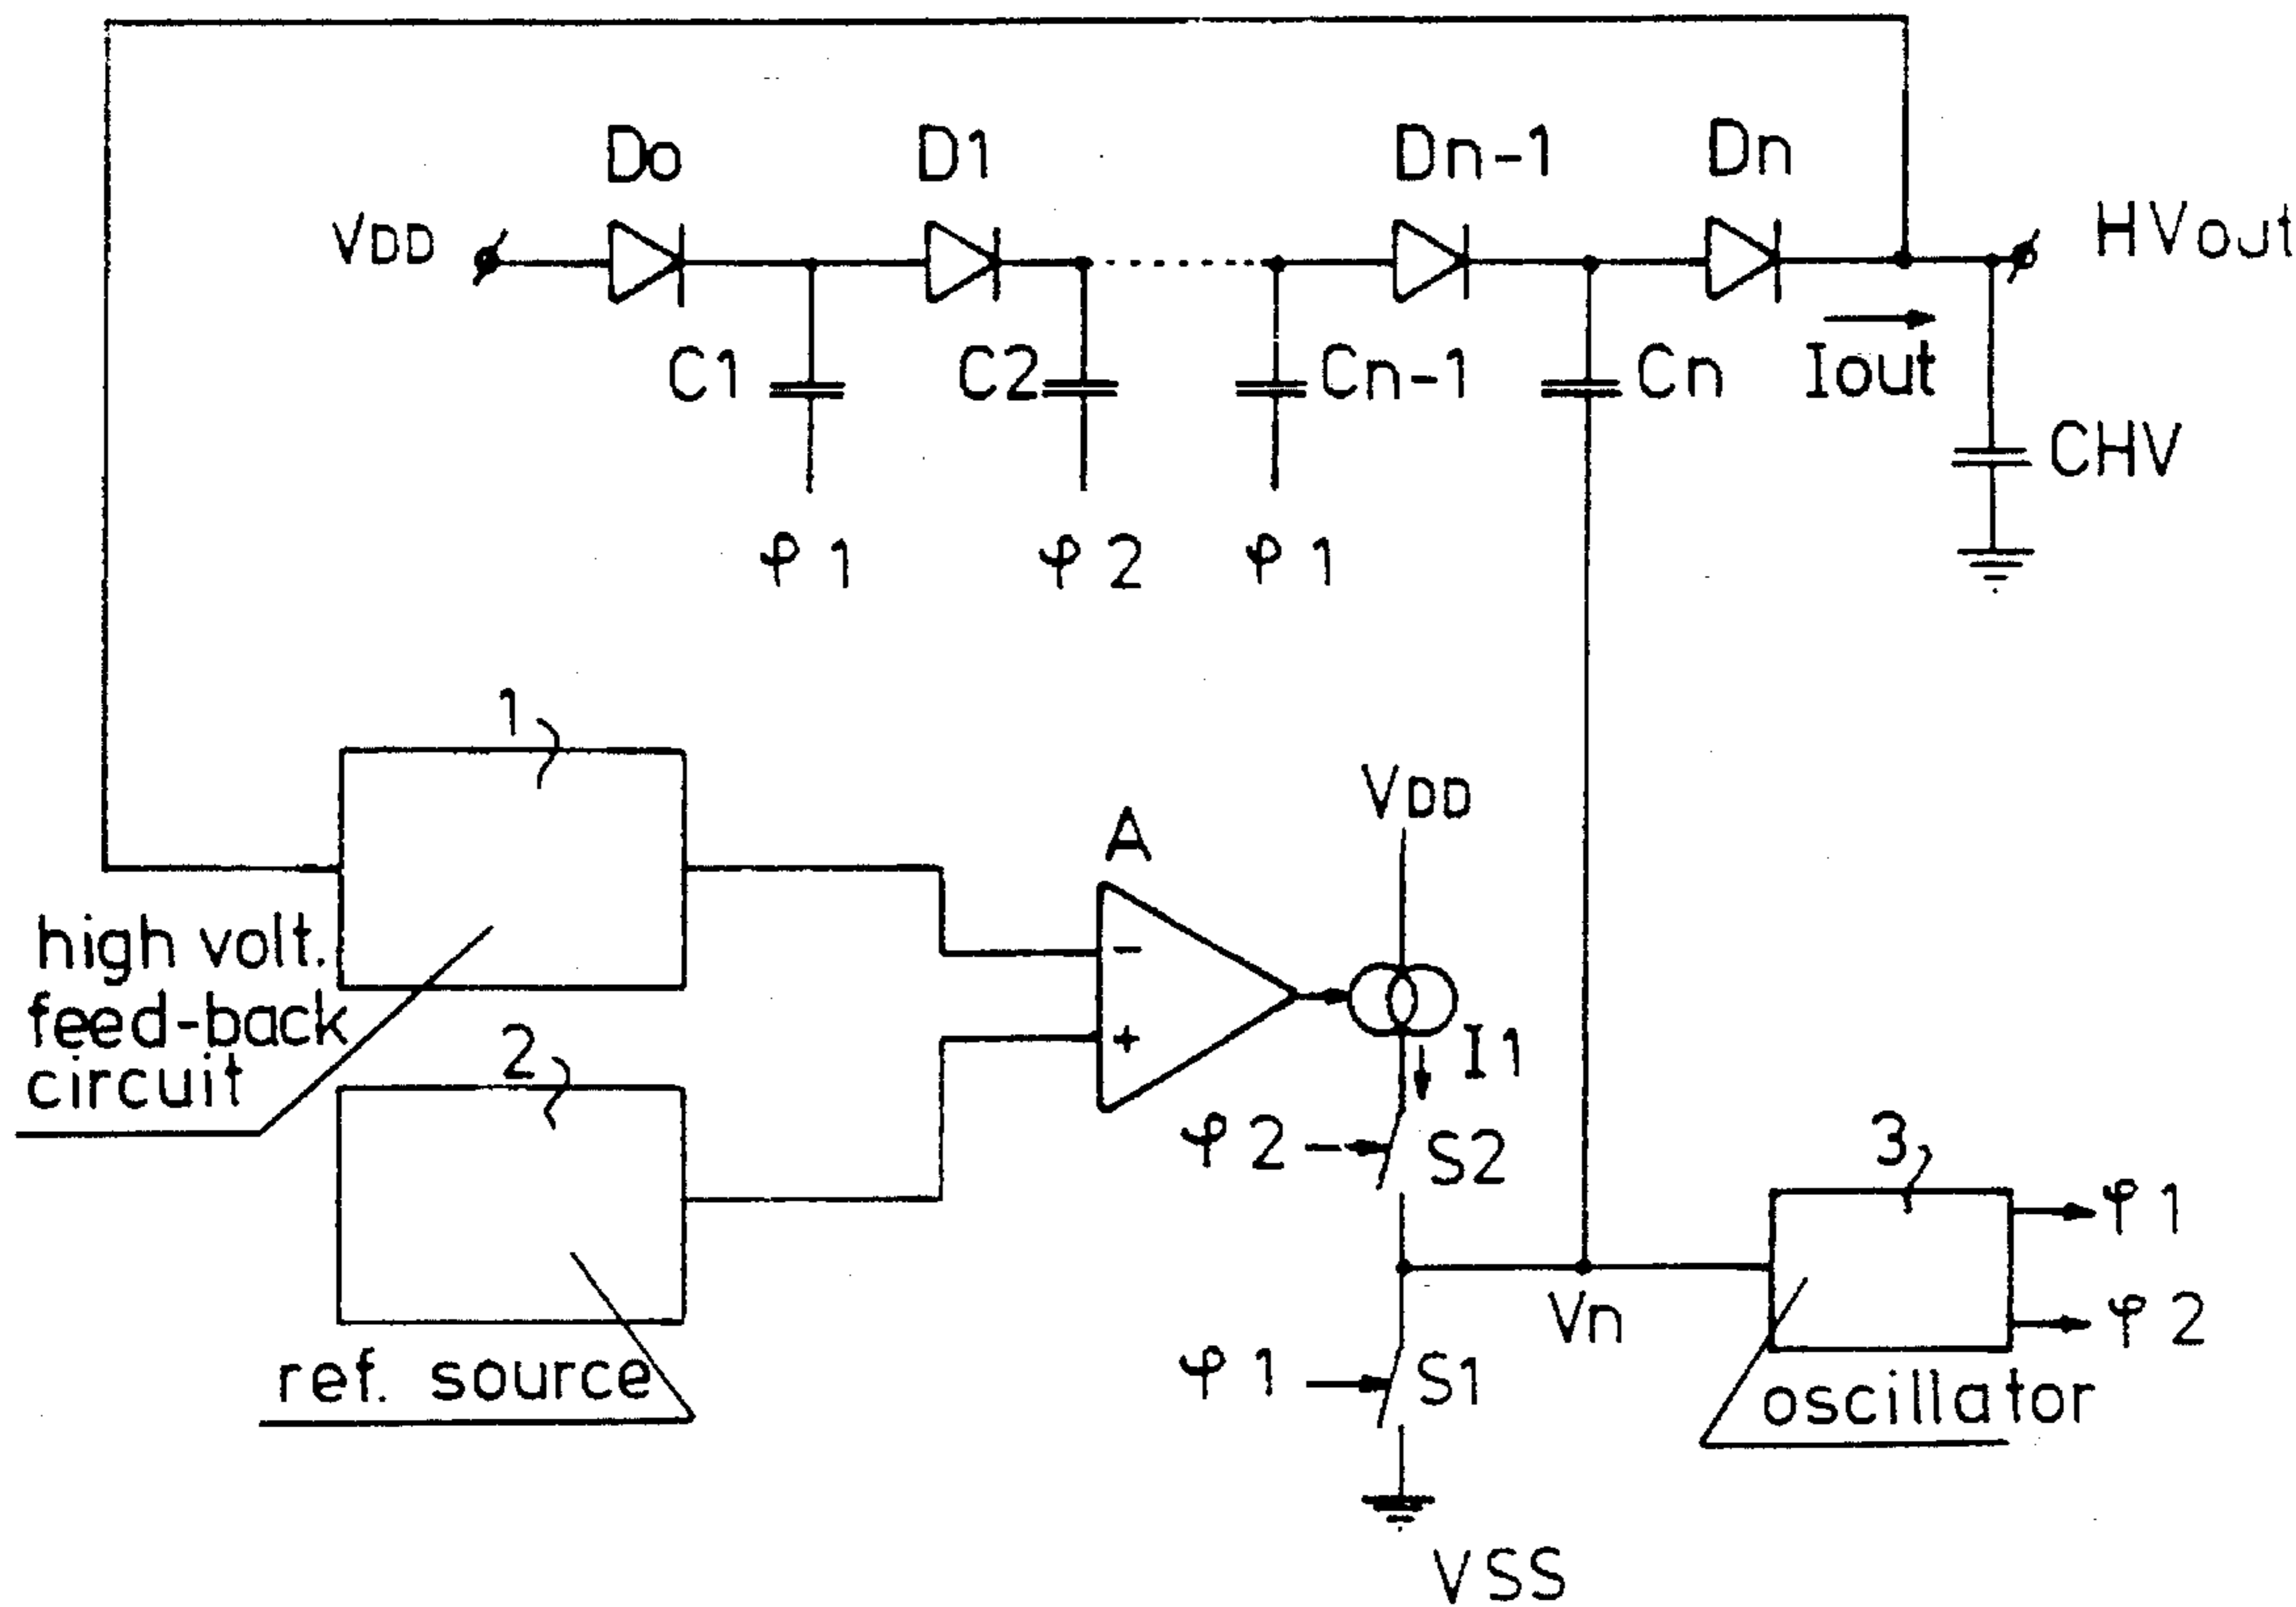 Do
D1
Dn-1
Dn
VDD
HVout
C1
C2
Cn-1
Cn
Iout
CHV
φ1
φ2
φ1
1
high volt.
feed-back
circuit
2
ref. source
A
-
+
VDD
I1
φ2
S2
φ1
S1
VSS
Vn
3
φ1
φ2
oscillator